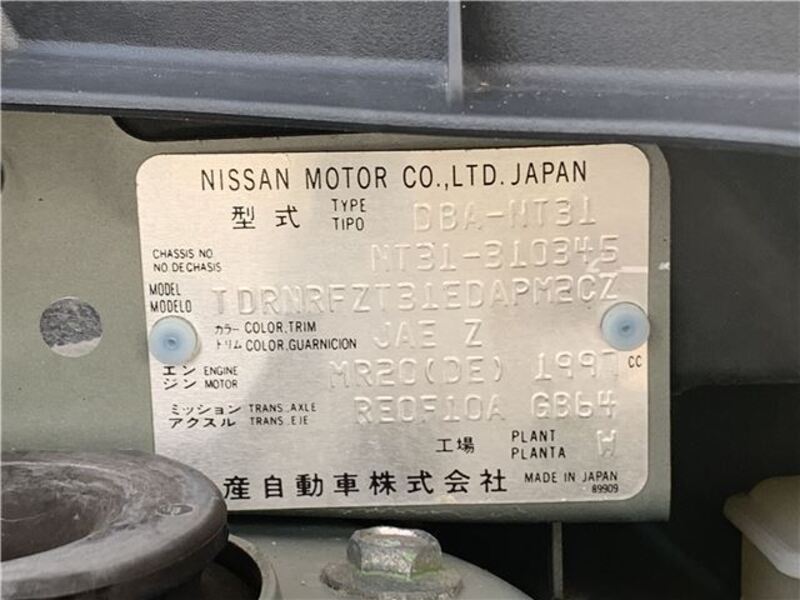 NISSAN MOTOR CO.,LTD. JAPAN
型式 TYPE TIPO DBA-NT31
CHASSIS NO NO.DE CHASIS NT31-310345
MODEL MODELO TDRNRFZT31EDAPM2CZ
カラー トリム COLOR,TRIM COLOR,GUARNICION JAE Z
エンジン ENGINE MOTOR MR20(DE) 1997 CC
ミッション アクスル TRANS.AXLE TRANS.EJE RE0F10A GB64
工場 PLANT PLANTA W
産自動車株式会社 MADE IN JAPAN
89909